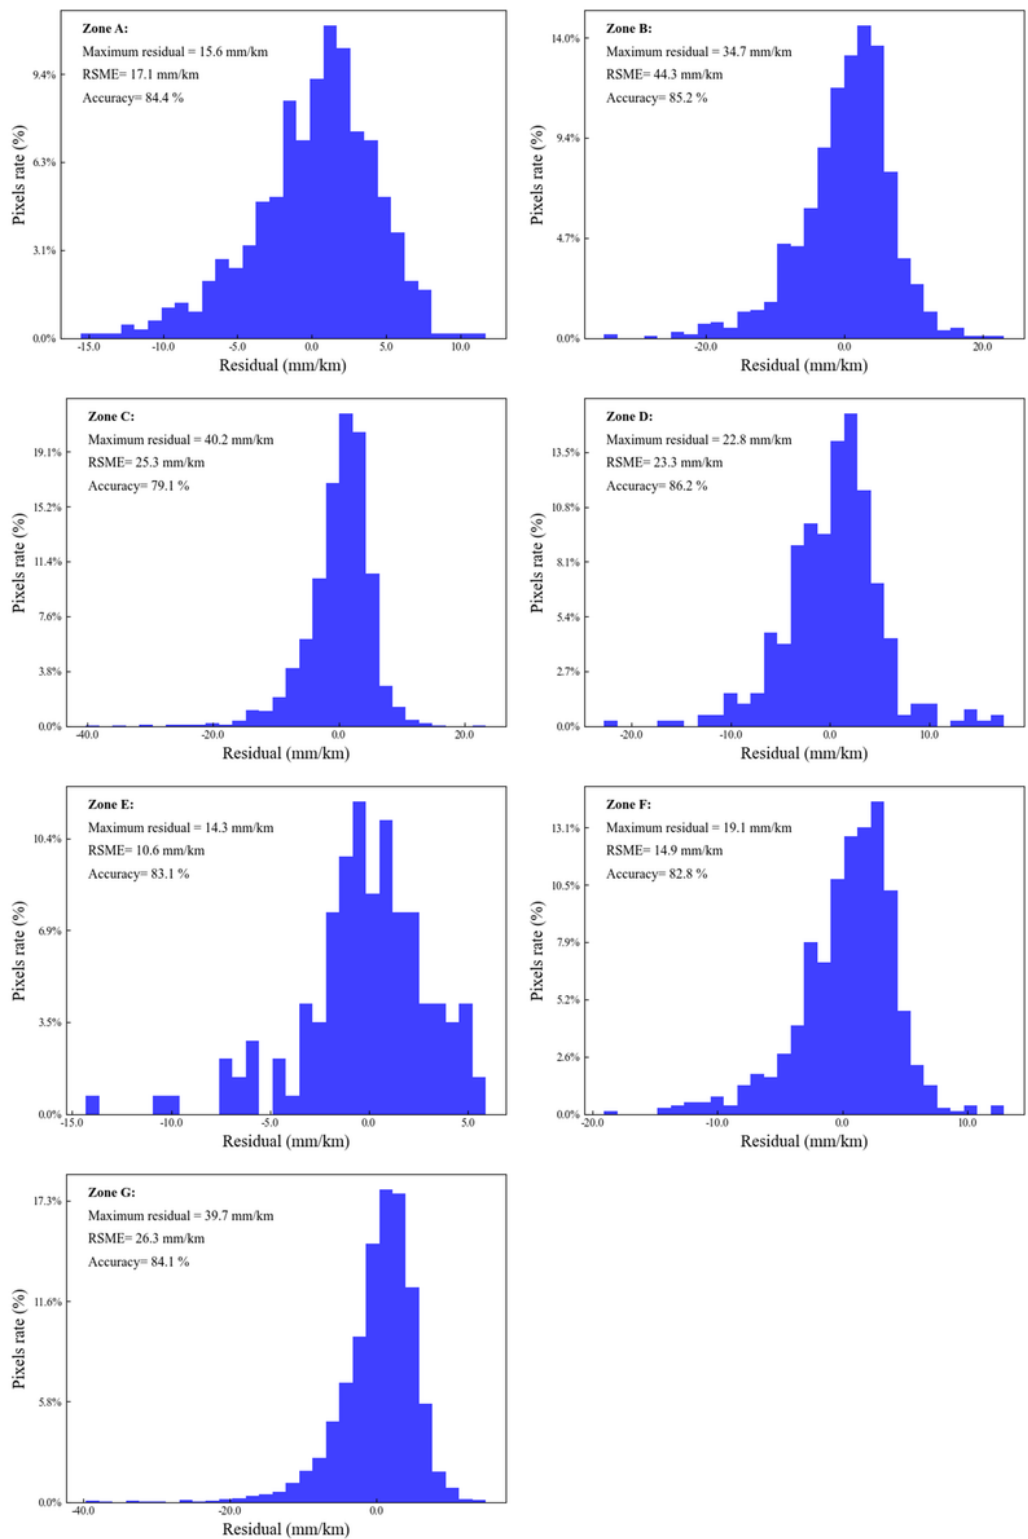 Zone A:
Maximum residual = 15.6 mm/km
RSME= 17.1 mm/km
Accuracy= 84.4 %
9.4%
6.3%
3.1%
0.0%
Pixels rate (%)
-15.0 -10.0 -5.0 0.0 5.0 10.0
Residual (mm/km)
Zone B:
Maximum residual = 34.7 mm/km
RSME= 44.3 mm/km
Accuracy= 85.2 %
14.0%
9.4%
4.7%
0.0%
Pixels rate (%)
-20.0 0.0 20.0
Residual (mm/km)
Zone C:
Maximum residual = 40.2 mm/km
RSME= 25.3 mm/km
Accuracy= 79.1 %
19.1%
15.2%
11.4%
7.6%
3.8%
0.0%
Pixels rate (%)
-40.0 -20.0 0.0 20.0
Residual (mm/km)
Zone D:
Maximum residual = 22.8 mm/km
RSME= 23.3 mm/km
Accuracy= 86.2 %
13.5%
10.8%
8.1%
5.4%
2.7%
0.0%
Pixels rate (%)
-20.0 -10.0 0.0 10.0
Residual (mm/km)
Zone E:
Maximum residual = 14.3 mm/km
RSME= 10.6 mm/km
Accuracy= 83.1 %
10.4%
6.9%
3.5%
0.0%
Pixels rate (%)
-15.0 -10.0 -5.0 0.0 5.0
Residual (mm/km)
Zone F:
Maximum residual = 19.1 mm/km
RSME= 14.9 mm/km
Accuracy= 82.8 %
13.1%
10.5%
7.9%
5.2%
2.6%
0.0%
Pixels rate (%)
-20.0 -10.0 0.0 10.0
Residual (mm/km)
Zone G:
Maximum residual = 39.7 mm/km
RSME= 26.3 mm/km
Accuracy= 84.1 %
17.3%
11.6%
5.8%
0.0%
Pixels rate (%)
-40.0 -20.0 0.0
Residual (mm/km)